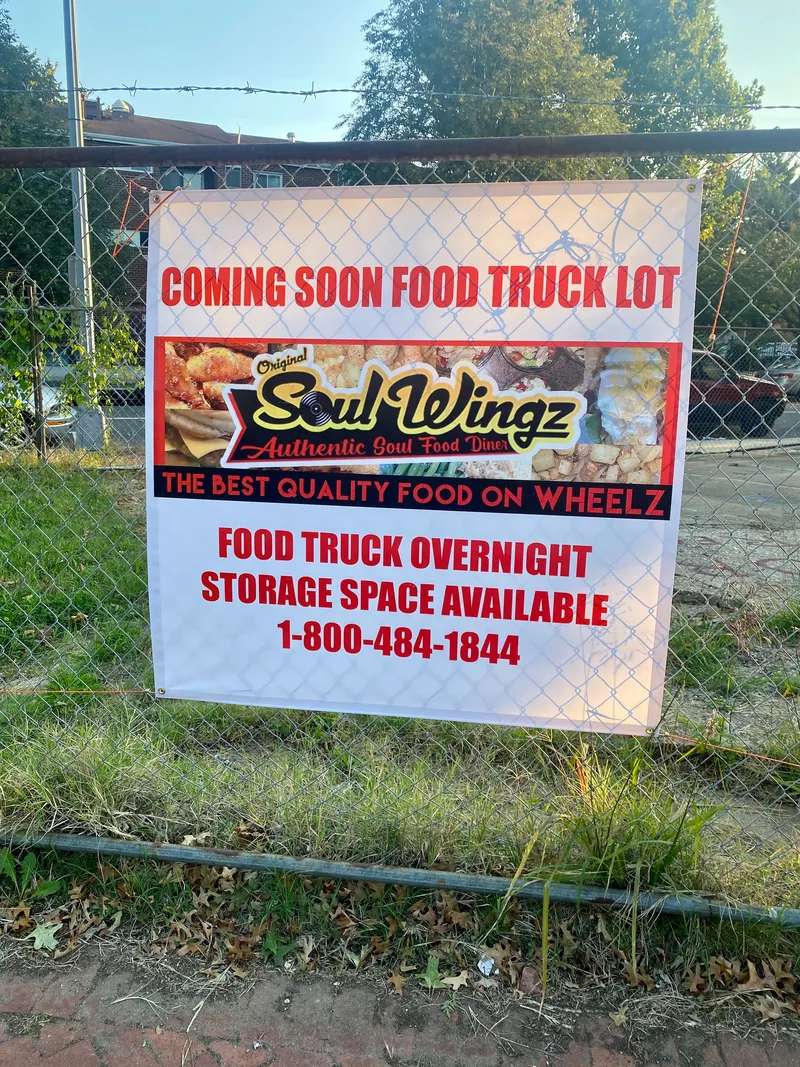 COMING SOON FOOD TRUCK LOT
Original
Soul Wingz
Authentic Soul Food Diner
THE BEST QUALITY FOOD ON WHEELZ
FOOD TRUCK OVERNIGHT
STORAGE SPACE AVAILABLE
1-800-484-1844